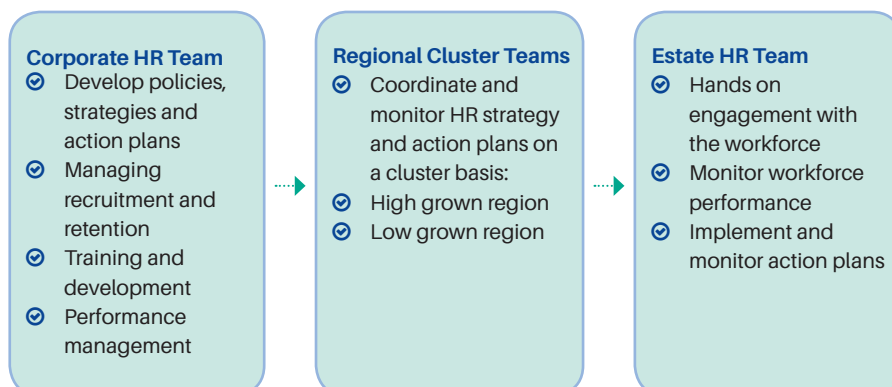 Corporate HR Team
Develop policies,
strategies and
action plans
Managing
recruitment and
retention
Training and
development
Performance
management
Regional Cluster Teams
Coordinate and
monitor HR strategy
and action plans on
a cluster basis:
High grown region
Low grown region
Estate HR Team
Hands on
engagement with
the workforce
Monitor workforce
performance
Implement and
monitor action plans